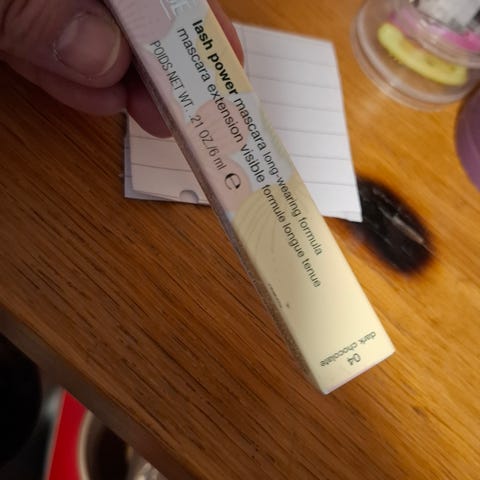 lash power mascara long-wearing formula
mascara extension visible formule longue tenue
POIDS NET WT. .21 OZ/6 ml e
04
dark chocolate